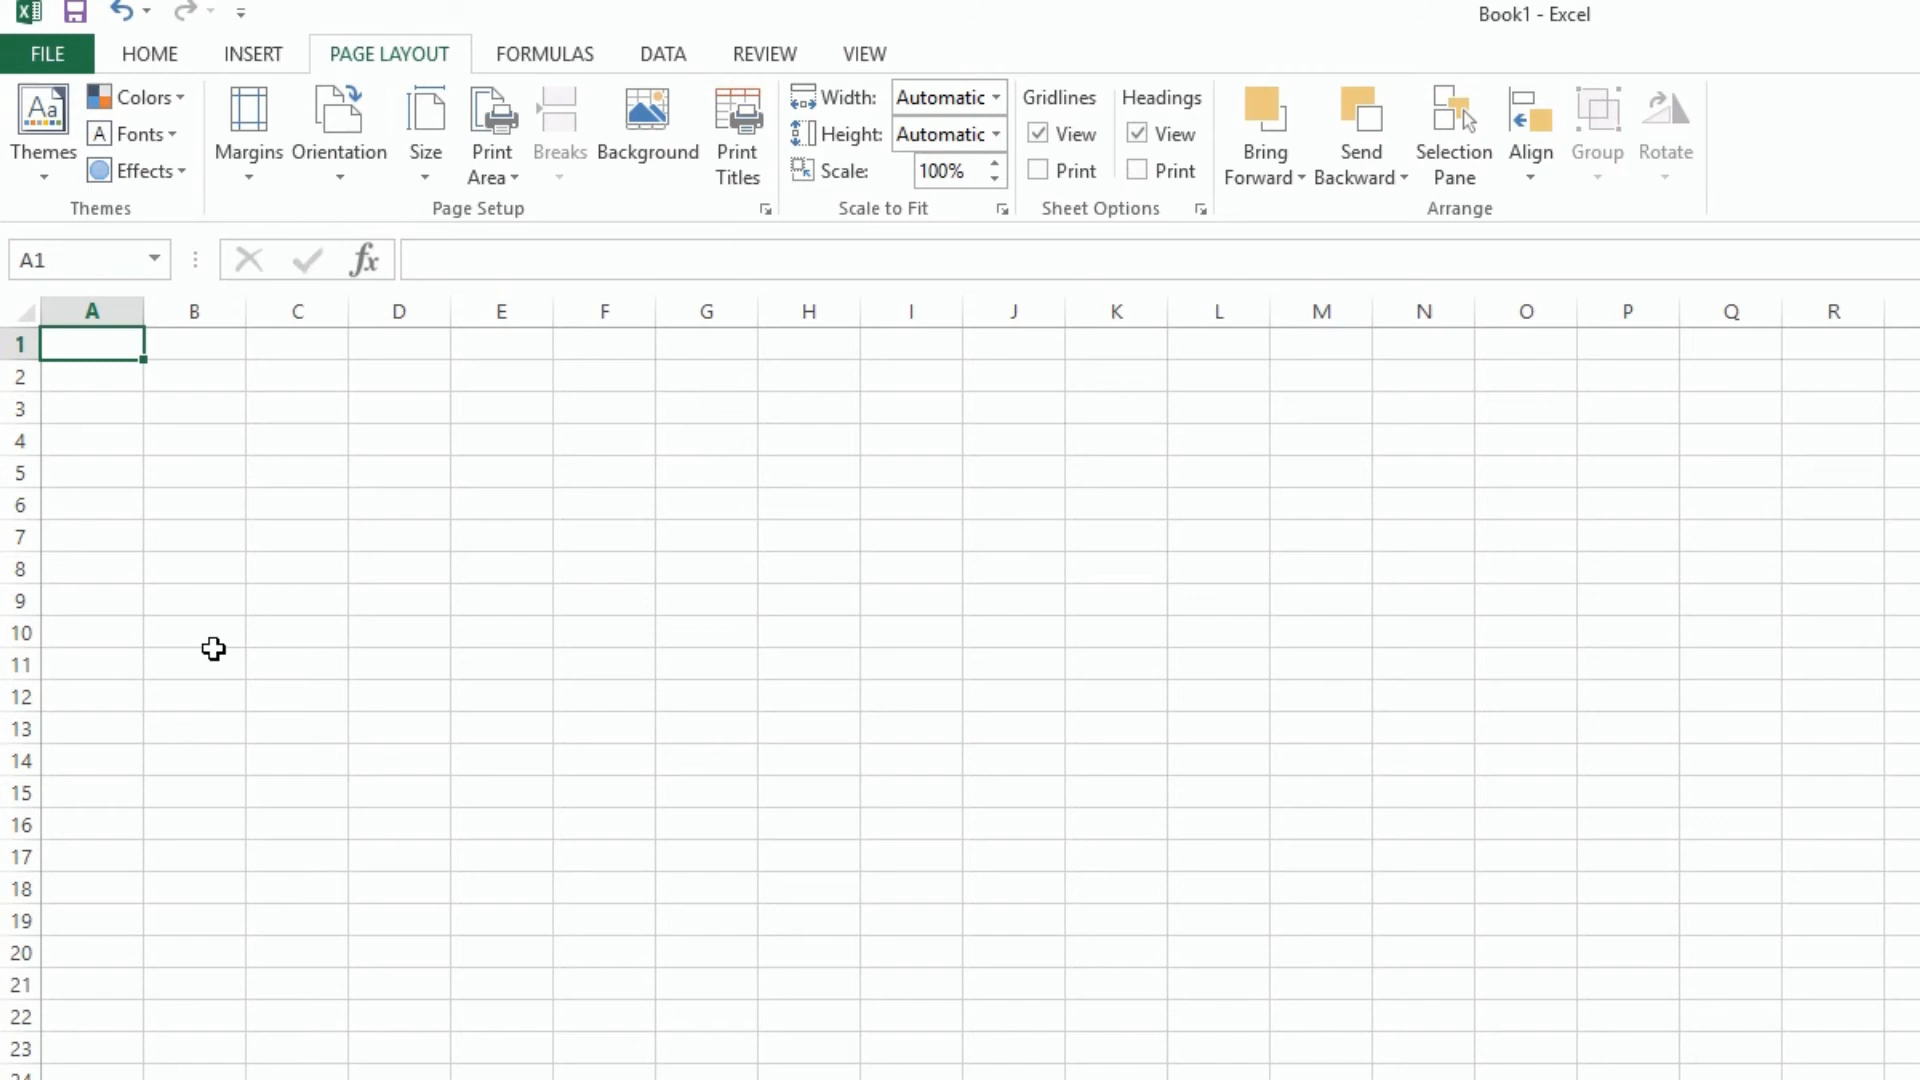 Book1 - Excel
FILE HOME INSERT PAGE LAYOUT FORMULAS DATA REVIEW VIEW
Aa Themes
Colors
A Fonts
Effects
Themes
Margins Orientation Size Print Area Breaks Background Print Titles
Page Setup
Width: Automatic
Height: Automatic
Scale: 100%
Scale to Fit
Gridlines
View
Print
Headings
View
Print
Sheet Options
Bring Forward Send Backward Selection Pane Align Group Rotate
Arrange
A1 fx
A B C D E F G H I J K L M N O P Q R
1
2
3
4
5
6
7
8
9
10
11
12
13
14
15
16
17
18
19
20
21
22
23